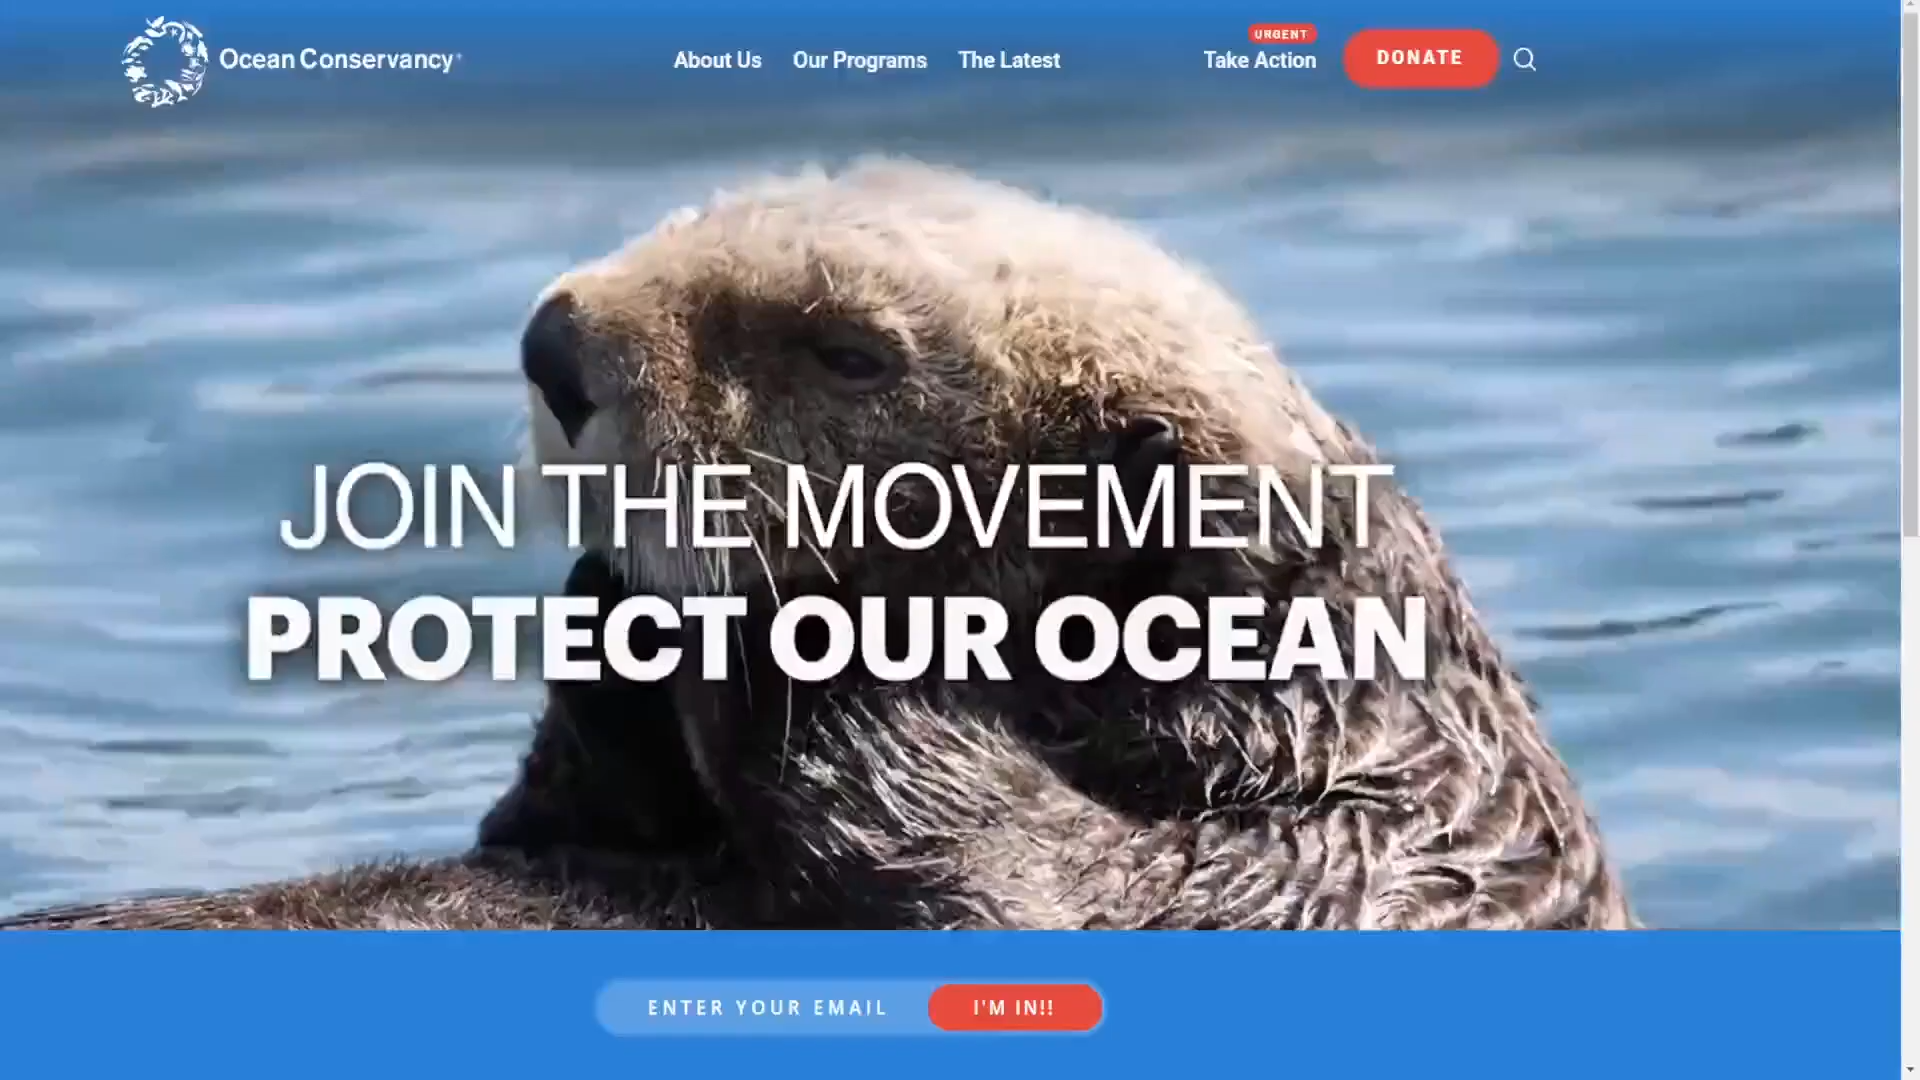 Ocean Conservancy
About Us
Our Programs
The Latest
URGENT
Take Action
DONATE
JOIN THE MOVEMENT
PROTECT OUR OCEAN
ENTER YOUR EMAIL
I'M IN!!